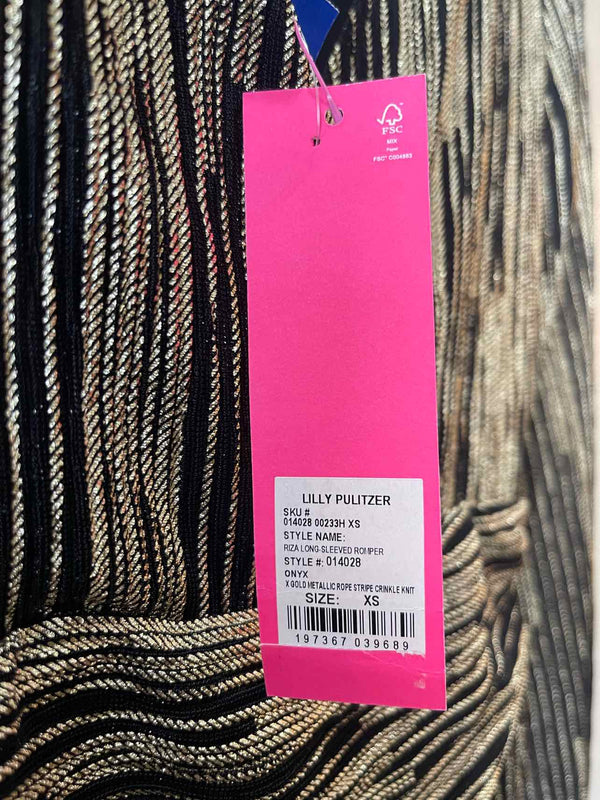 FSC
MIX
Paper
FSC® C004863
LILLY PULITZER
SKU #
014028 00233H XS
STYLE NAME:
RIZA LONG-SLEEVED ROMPER
STYLE #: 014028
ONYX
X GOLD METALLIC ROPE STRIPE CRINKLE KNIT
SIZE: XS
197367 039689